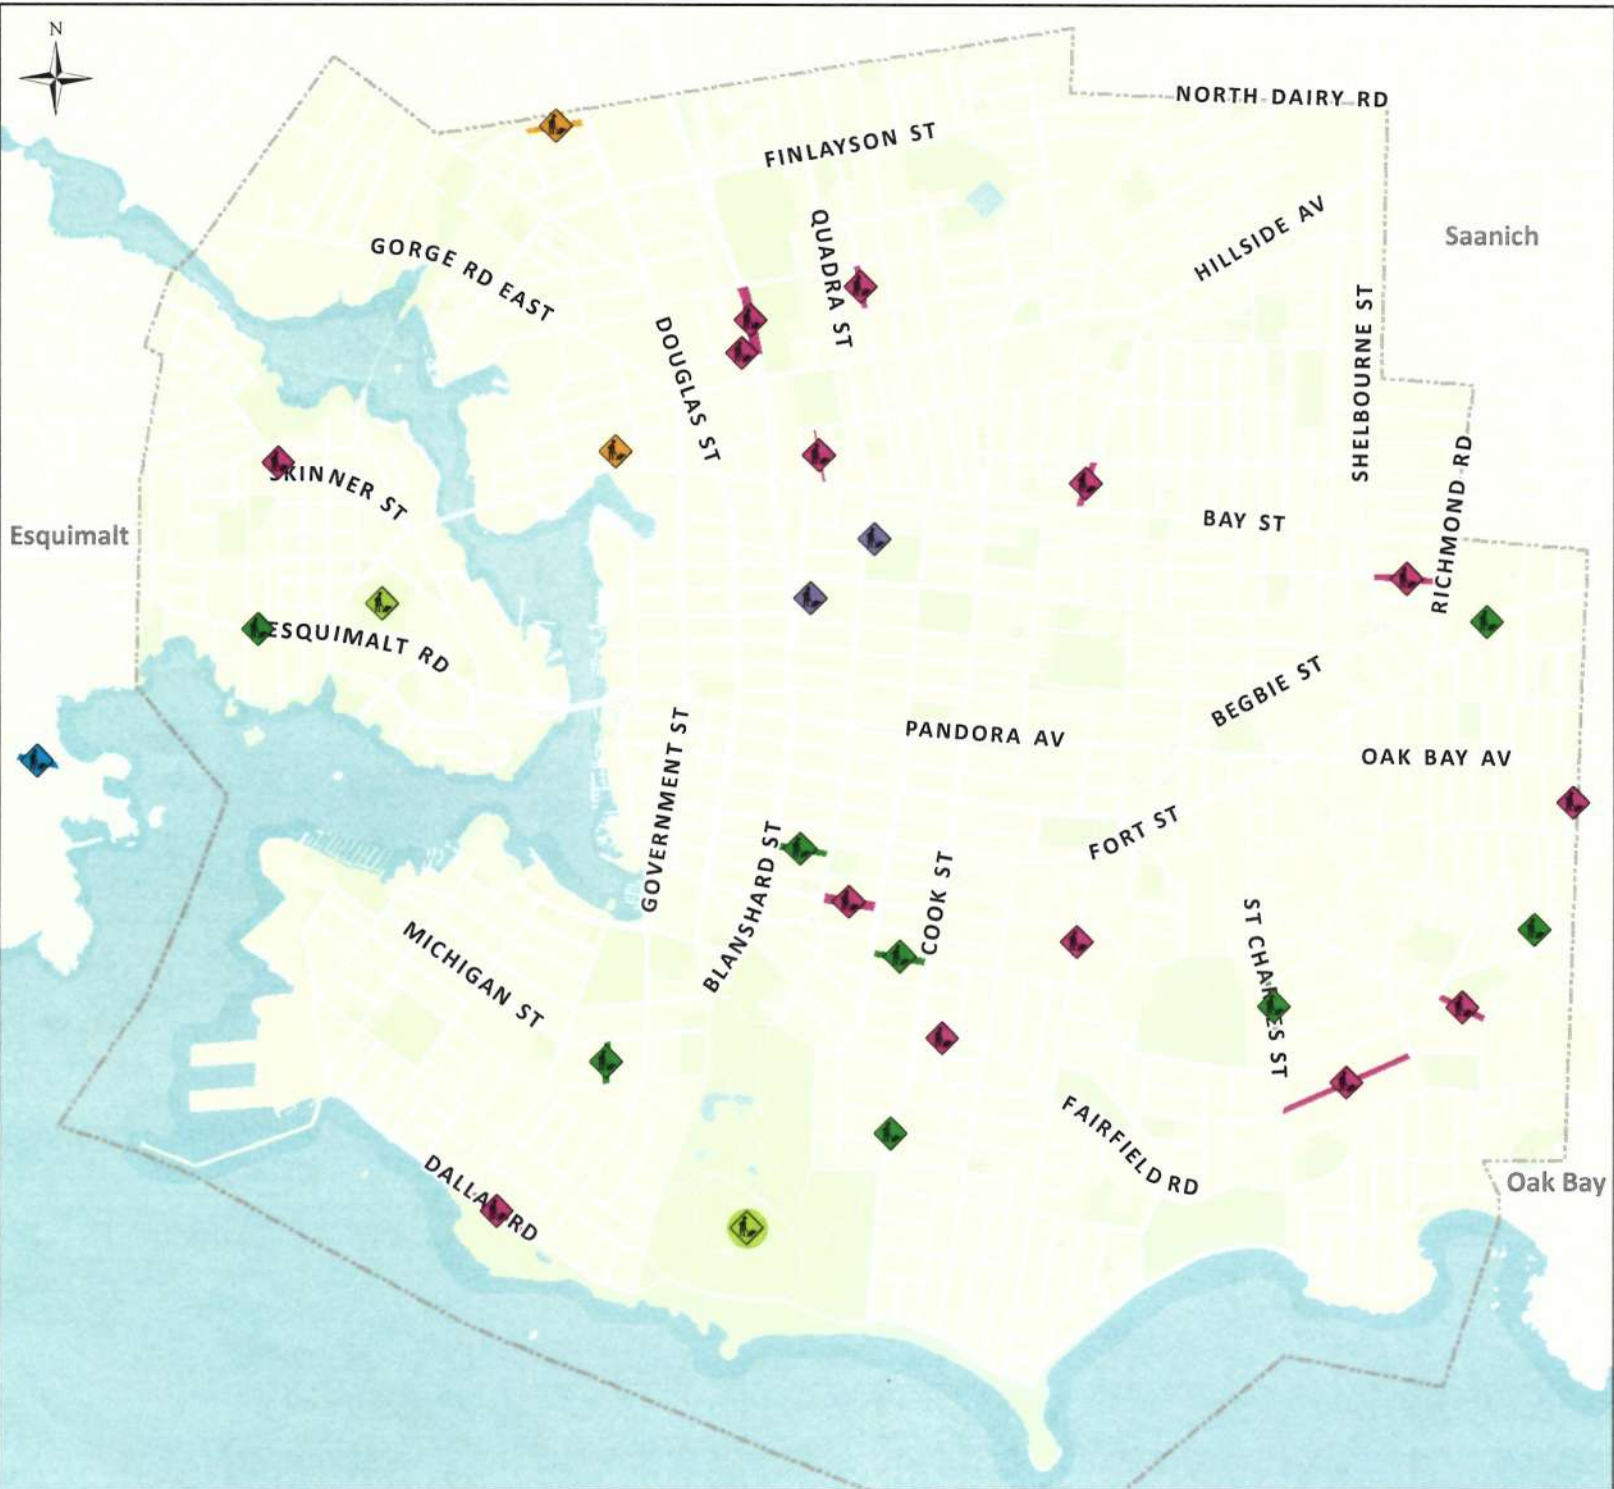 N
NORTH DAIRY RD
FINLAYSON ST
Saanich
HILLSIDE AV
QUADRA ST
GORGE RD EAST
DOUGLAS ST
SHELBOURNE ST
RICHMOND RD
SKINNER ST
BAY ST
Esquimalt
ESQUIMALT RD
BEGBIE ST
PANDORA AV
OAK BAY AV
GOVERNMENT ST
FORT ST
BLANSHARD ST
COOK ST
ST CHARLES ST
MICHIGAN ST
FAIRFIELD RD
DALLAS RD
Oak Bay